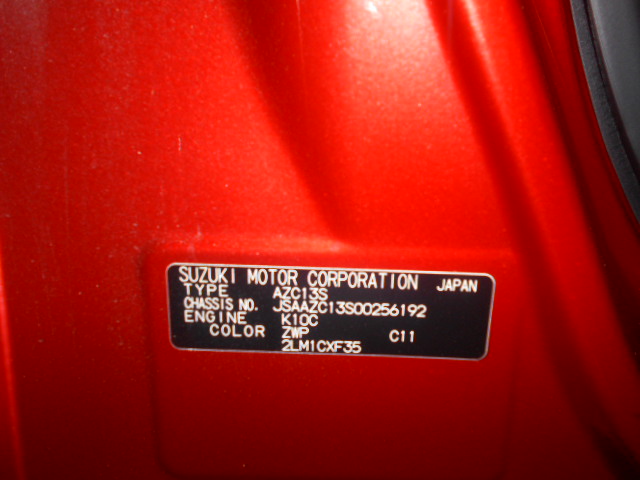 SUZUKI MOTOR CORPORATION JAPAN
TYPE AZC13S
CHASSIS NO. JSAAZC13S00256192
ENGINE K10C
COLOR ZWP C11
2LM1CXF35